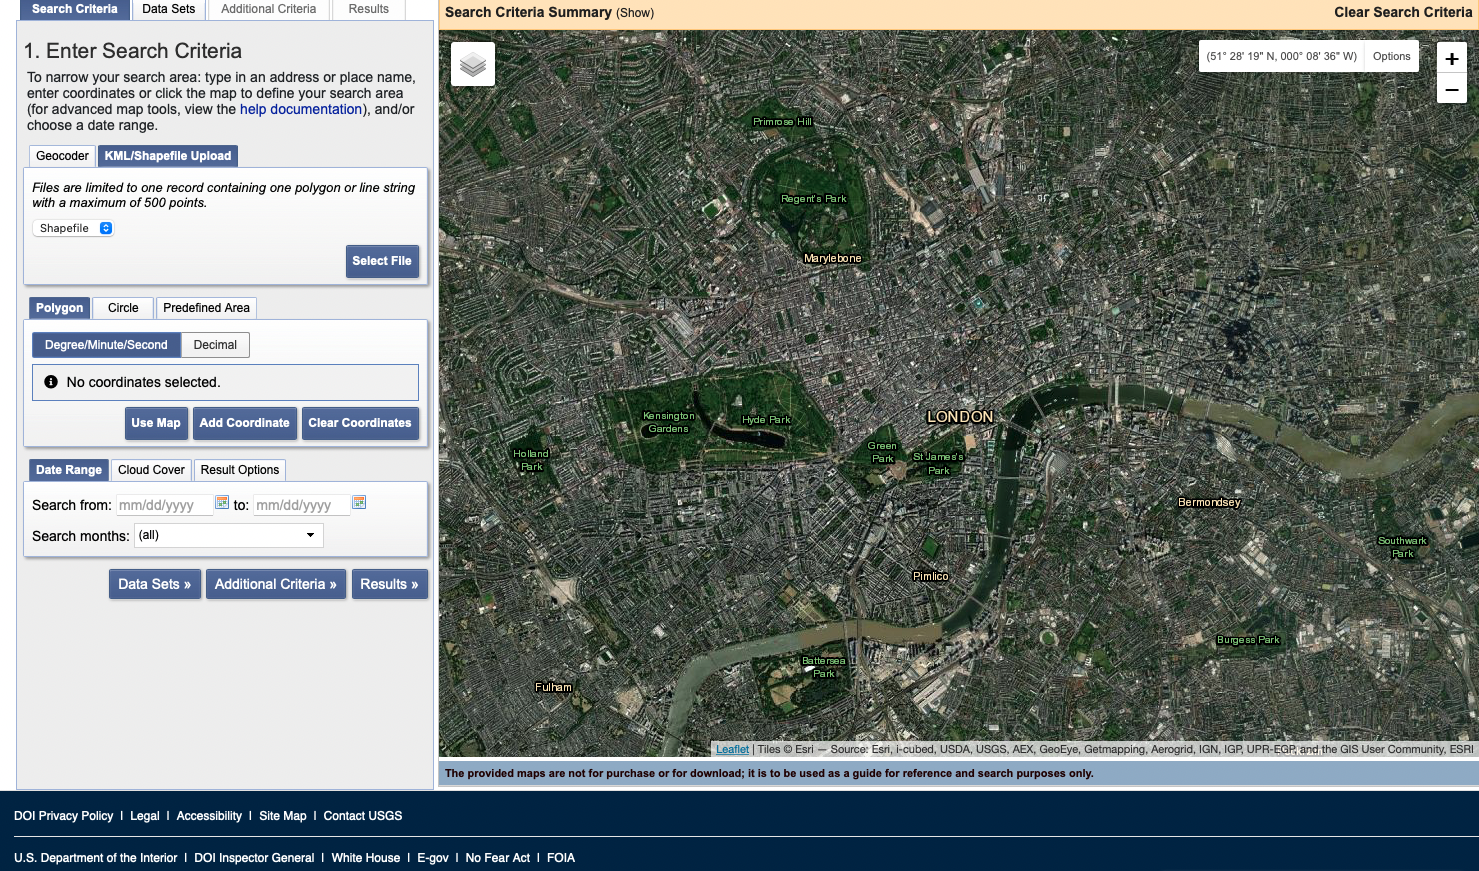 Search Criteria
Data Sets
Additional Criteria
Results
Search Criteria Summary (Show)
Clear Search Criteria
1. Enter Search Criteria
To narrow your search area: type in an address or place name,
enter coordinates or click the map to define your search area
(for advanced map tools, view the help documentation), and/or
choose a date range.
Geocoder
KML/Shapefile Upload
Files are limited to one record containing one polygon or line string
with a maximum of 500 points.
Shapefile
Select File
Polygon
Circle
Predefined Area
Degree/Minute/Second
Decimal
No coordinates selected.
Use Map
Add Coordinate
Clear Coordinates
Date Range
Cloud Cover
Result Options
Search from: mm/dd/yyyy to: mm/dd/yyyy
Search months: (all)
Data Sets »
Additional Criteria »
Results »
(51° 28' 19" N, 000° 08' 36" W)
Options
+
−
Primrose Hill
Regent's Park
Marylebone
Kensington
Gardens
Hyde Park
LONDON
Holland
Park
Green
Park
St James's
Park
Bermondsey
Southwark
Park
Pimlico
Burgess Park
Battersea
Park
Fulham
Leaflet | Tiles © Esri — Source: Esri, i-cubed, USDA, USGS, AEX, GeoEye, Getmapping, Aerogrid, IGN, IGP, UPR-EGP, and the GIS User Community, ESRI
The provided maps are not for purchase or for download; it is to be used as a guide for reference and search purposes only.
DOI Privacy Policy | Legal | Accessibility | Site Map | Contact USGS
U.S. Department of the Interior | DOI Inspector General | White House | E-gov | No Fear Act | FOIA